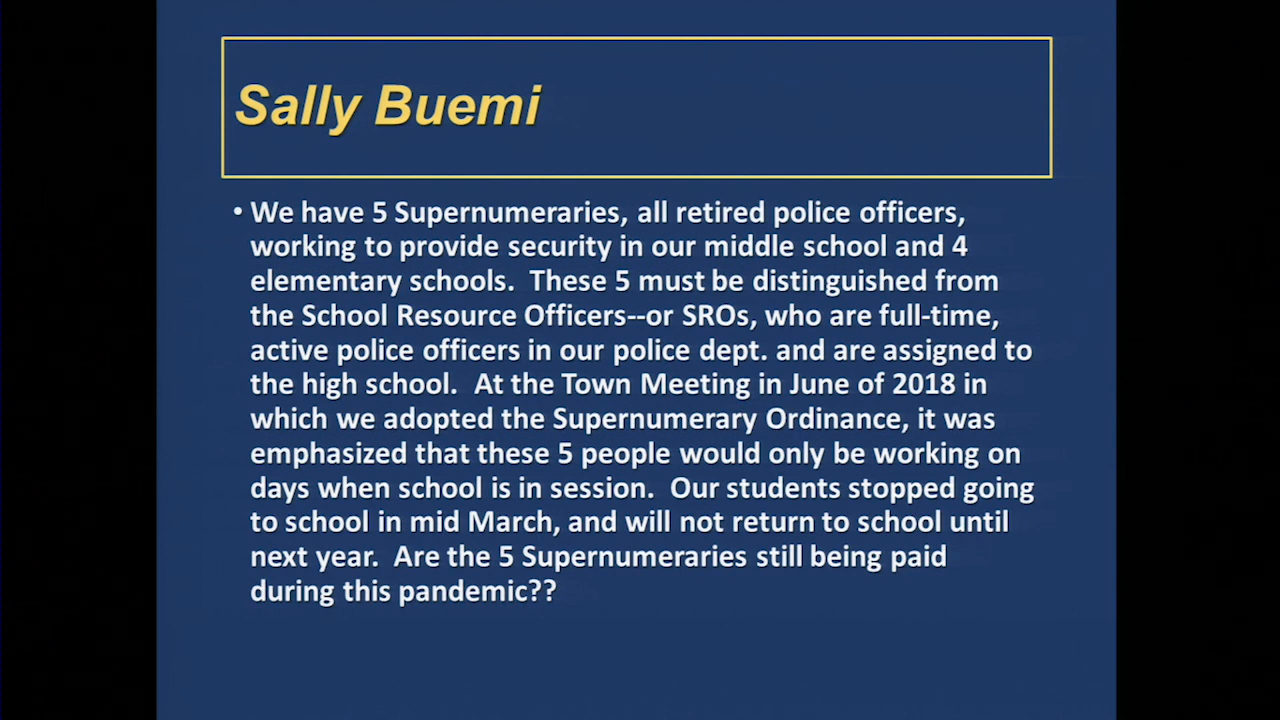 Sally Buemi
• We have 5 Supernumeraries, all retired police officers,
working to provide security in our middle school and 4
elementary schools.  These 5 must be distinguished from
the School Resource Officers--or SROs, who are full-time,
active police officers in our police dept. and are assigned to
the high school.  At the Town Meeting in June of 2018 in
which we adopted the Supernumerary Ordinance, it was
emphasized that these 5 people would only be working on
days when school is in session.  Our students stopped going
to school in mid March, and will not return to school until
next year.  Are the 5 Supernumeraries still being paid
during this pandemic??